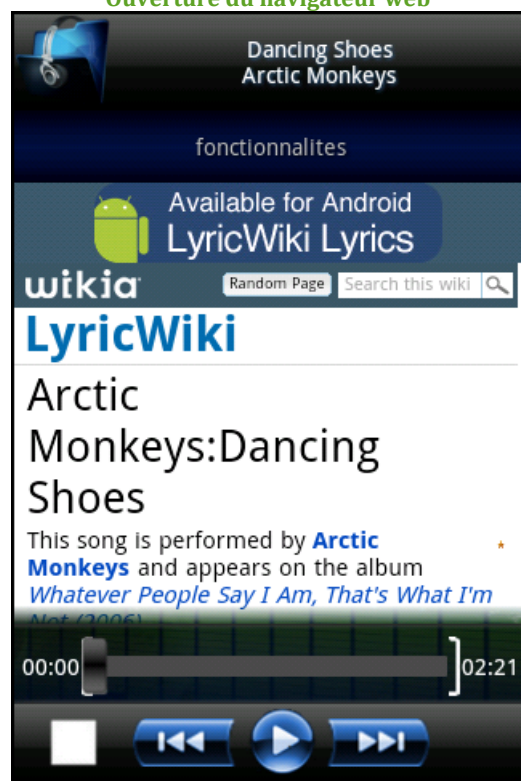 Ouverture du navigateur web
Dancing Shoes
Arctic Monkeys
fonctionnalites
Available for Android
LyricWiki Lyrics
wikia
Random Page
Search this wiki
LyricWiki
Arctic
Monkeys:Dancing
Shoes
This song is performed by Arctic
Monkeys and appears on the album
Whatever People Say I Am, That's What I'm
Not (2006)
00:00
02:21